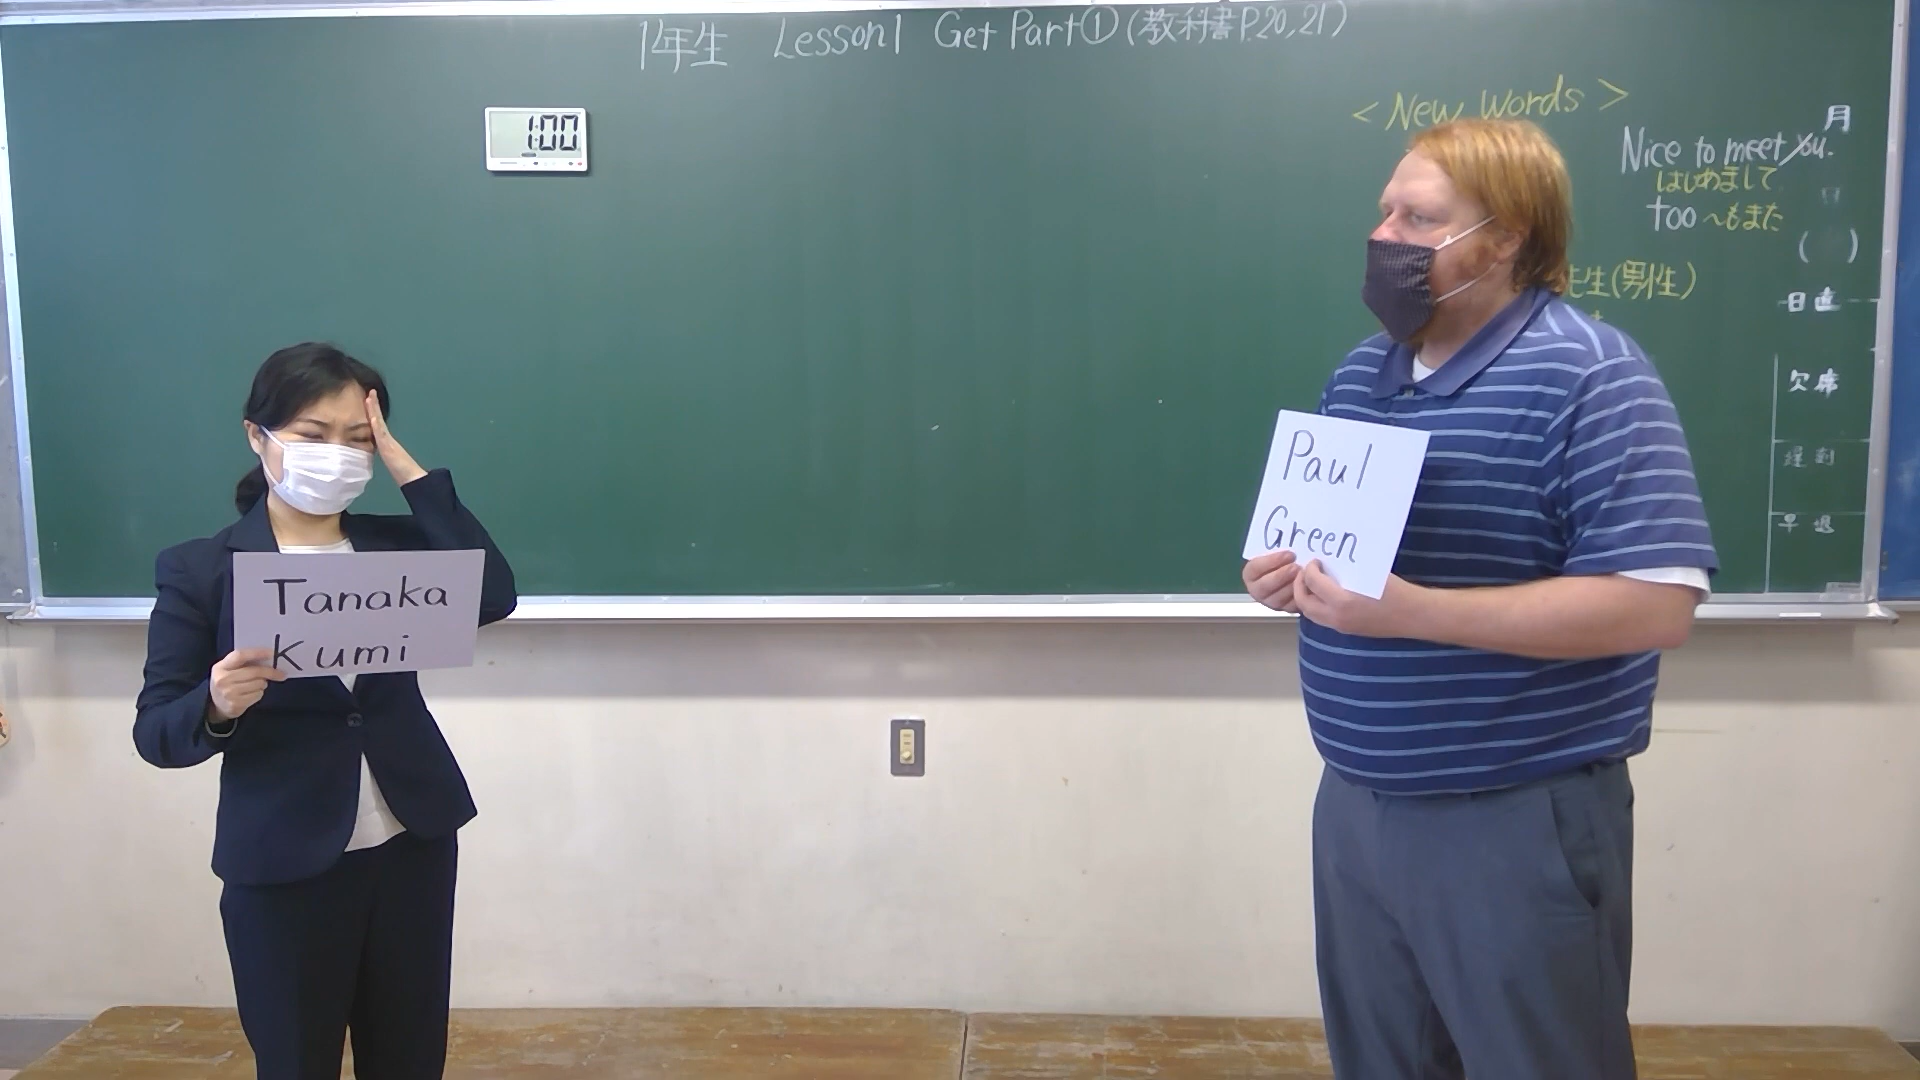 1年生 Lesson1 Get Part① (教科書P.20,21)
1:00
< New Words >
月
Nice to meet you.
はじめまして
too ~もまた
日
( )
先生(男性)
日直
欠席
遅刻
早退
Tanaka
Kumi
Paul
Green